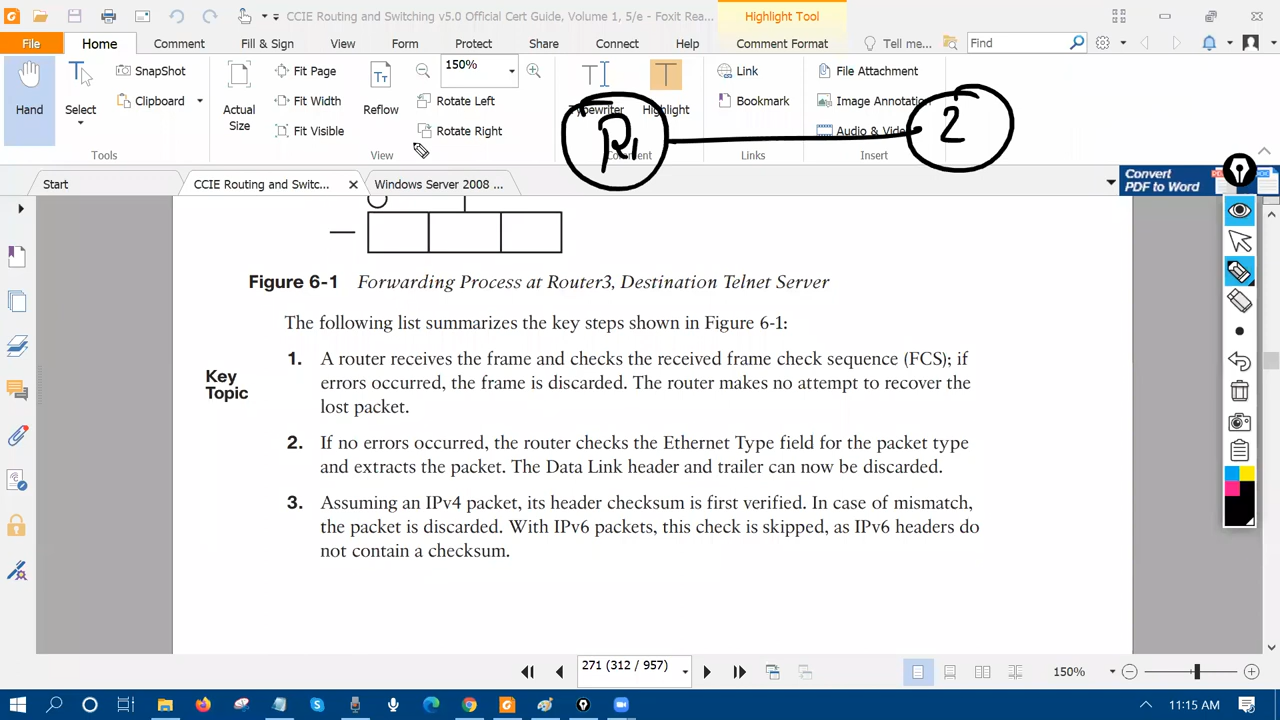 CCIE Routing and Switching v5.0 Official Cert Guide, Volume 1, 5/e - Foxit Rea...
Highlight Tool
File
Home
Comment
Fill & Sign
View
Form
Protect
Share
Connect
Help
Comment Format
Tell me...
Find
Hand
Select
SnapShot
Clipboard
Actual
Size
Fit Page
Fit Width
Fit Visible
Reflow
150%
Rotate Left
Rotate Right
Typewriter
Highlight
Link
Bookmark
File Attachment
Image Annotation
Audio & Vide
Tools
View
Comment
Links
Insert
R1
2
Start
CCIE Routing and Switc...
Windows Server 2008 ...
Convert
PDF to Word
Figure 6-1 Forwarding Process at Router3, Destination Telnet Server
The following list summarizes the key steps shown in Figure 6-1:
Key
Topic
1. A router receives the frame and checks the received frame check sequence (FCS); if
errors occurred, the frame is discarded. The router makes no attempt to recover the
lost packet.
2. If no errors occurred, the router checks the Ethernet Type field for the packet type
and extracts the packet. The Data Link header and trailer can now be discarded.
3. Assuming an IPv4 packet, its header checksum is first verified. In case of mismatch,
the packet is discarded. With IPv6 packets, this check is skipped, as IPv6 headers do
not contain a checksum.
271 (312 / 957)
150%
11:15 AM